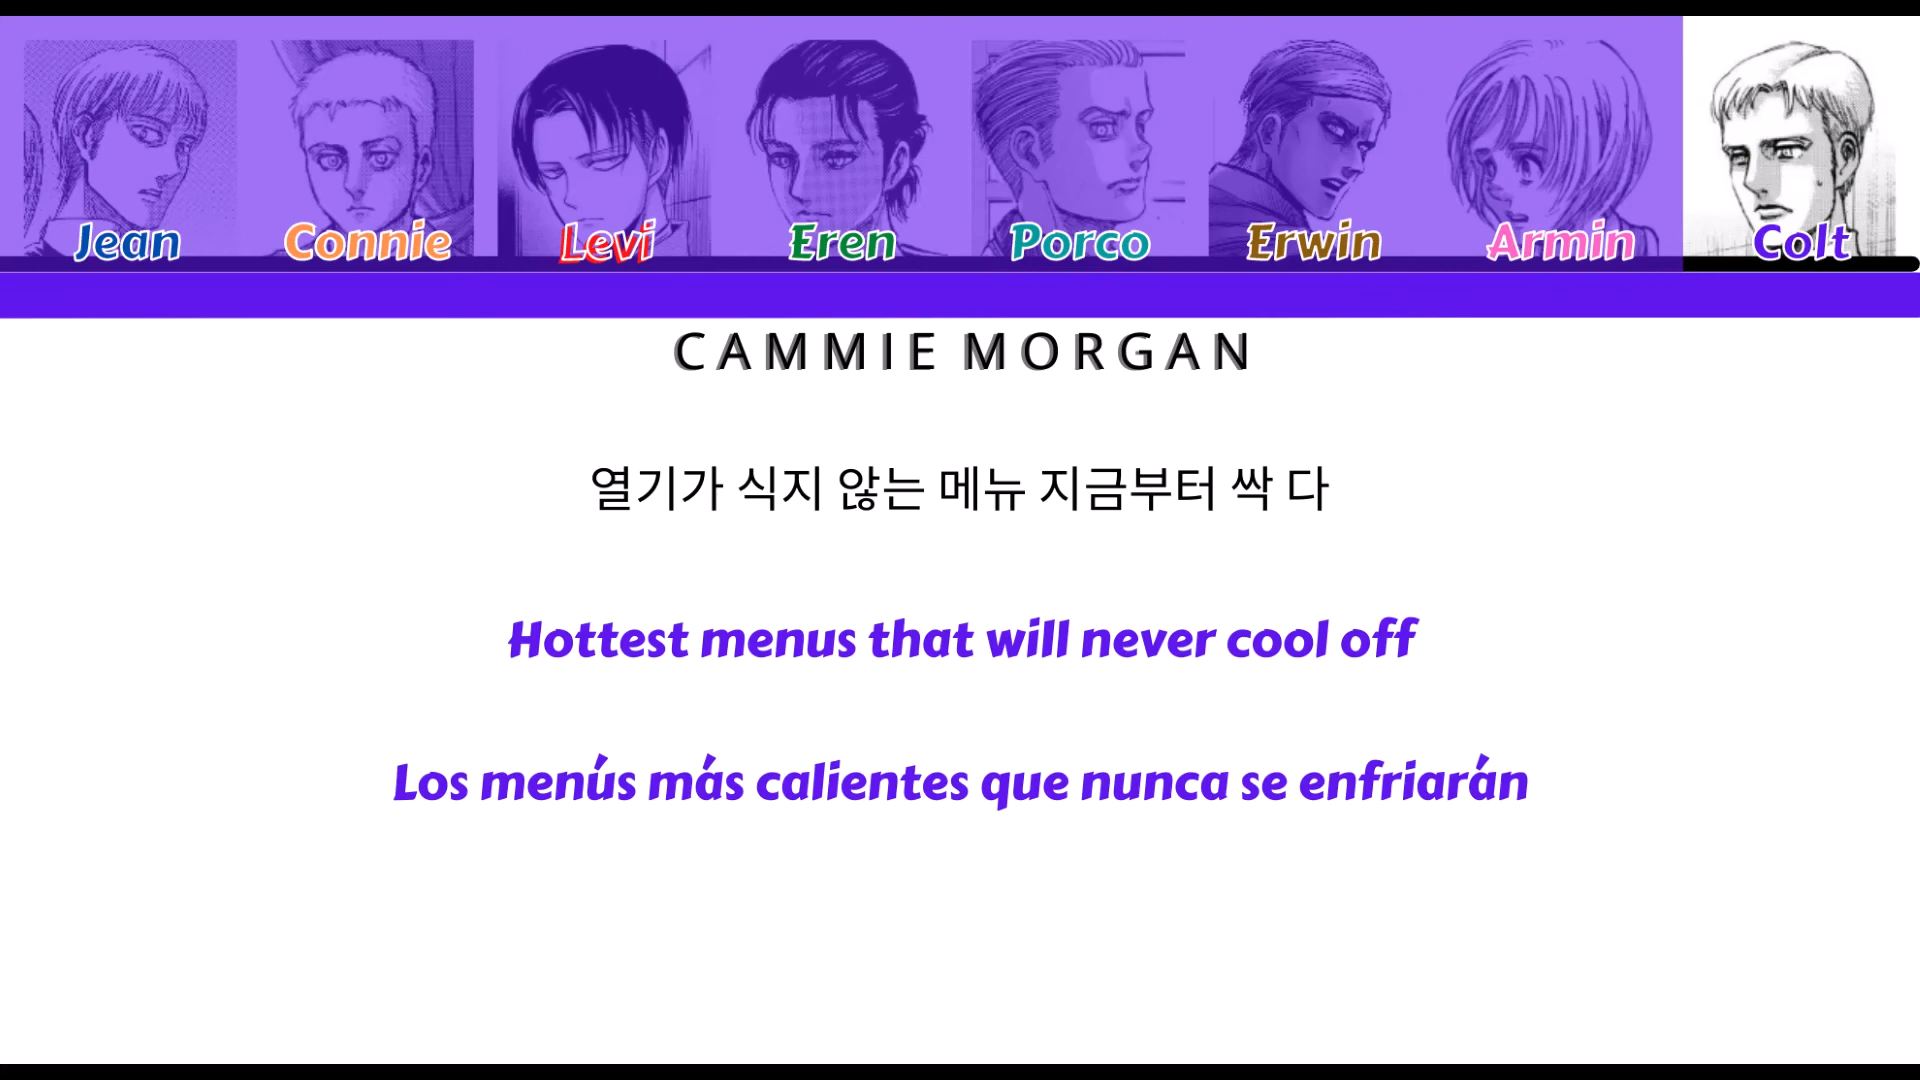 Jean Connie Levi Eren Porco Erwin Armin Colt
CAMMIE MORGAN
열기가 식지 않는 메뉴 지금부터 싹 다
Hottest menus that will never cool off
Los menús más calientes que nunca se enfriarán